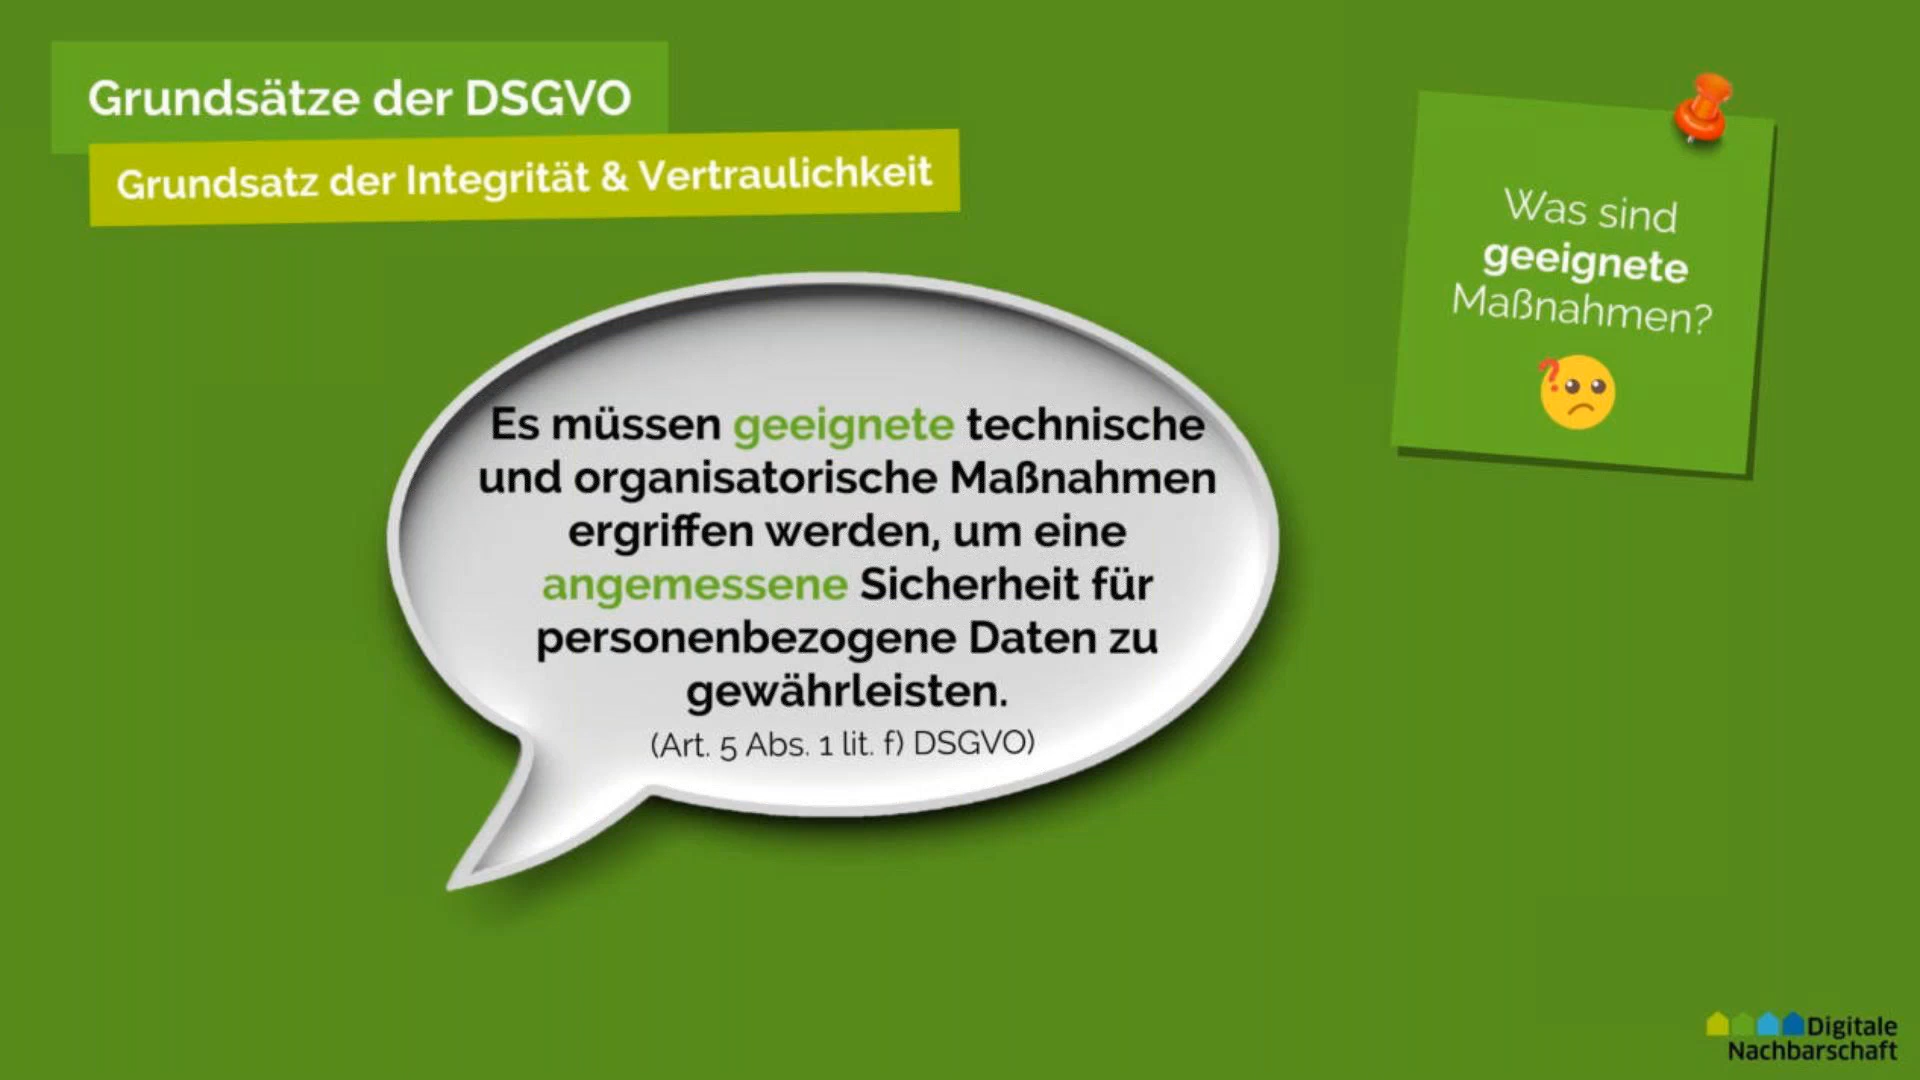 Grundsätze der DSGVO
Grundsatz der Integrität & Vertraulichkeit
Was sind
geeignete
Maßnahmen?
Es müssen geeignete technische
und organisatorische Maßnahmen
ergriffen werden, um eine
angemessene Sicherheit für
personenbezogene Daten zu
gewährleisten.
(Art. 5 Abs. 1 lit. f) DSGVO)
Digitale
Nachbarschaft